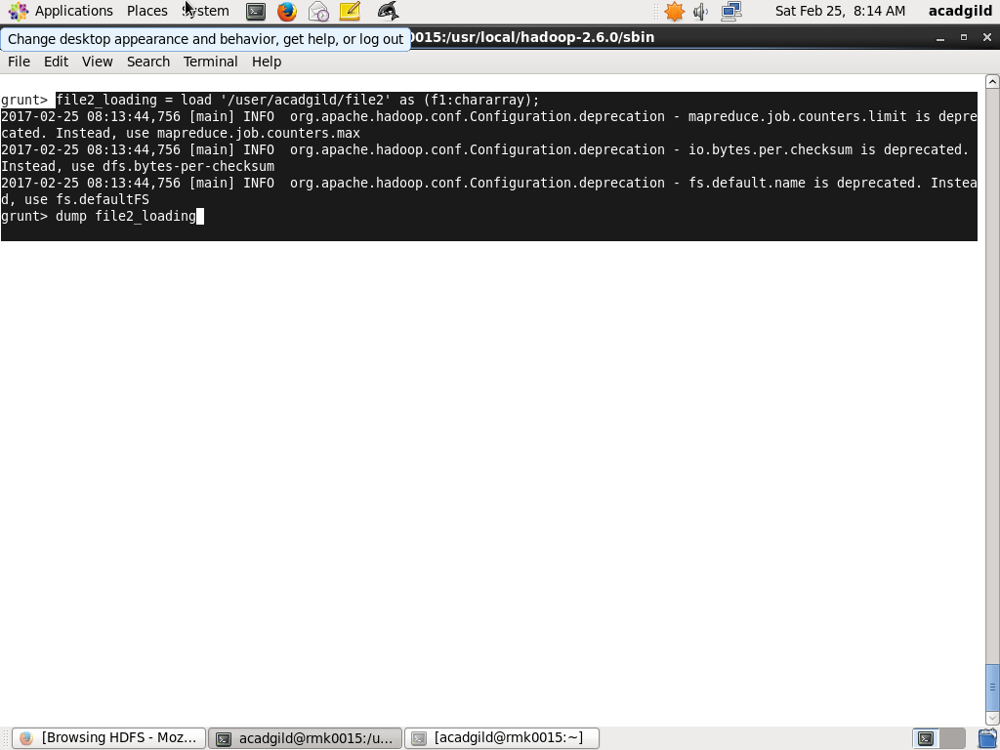 Applications Places System
Sat Feb 25, 8:14 AM acadgild
Change desktop appearance and behavior, get help, or log out
0015:/usr/local/hadoop-2.6.0/sbin
File Edit View Search Terminal Help
grunt> file2_loading = load '/user/acadgild/file2' as (f1:chararray);
2017-02-25 08:13:44,756 [main] INFO  org.apache.hadoop.conf.Configuration.deprecation - mapreduce.job.counters.limit is depre
cated. Instead, use mapreduce.job.counters.max
2017-02-25 08:13:44,756 [main] INFO  org.apache.hadoop.conf.Configuration.deprecation - io.bytes.per.checksum is deprecated.
Instead, use dfs.bytes-per-checksum
2017-02-25 08:13:44,756 [main] INFO  org.apache.hadoop.conf.Configuration.deprecation - fs.default.name is deprecated. Instea
d, use fs.defaultFS
grunt> dump file2_loading
[Browsing HDFS - Moz...
acadgild@rmk0015:/u...
[acadgild@rmk0015:~]